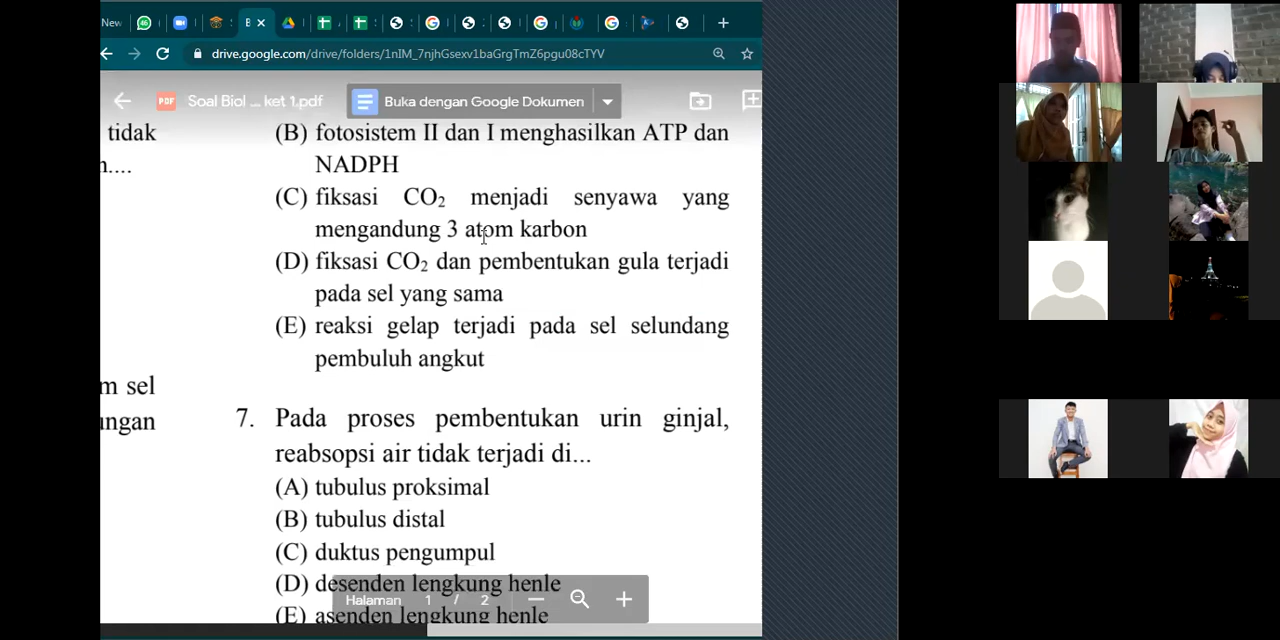 New
46
drive.google.com/drive/folders/1nIM_7njhGsexv1baGrgTmZ6pgu08cTYV
PDF
Soal Biol ... ket 1.pdf
Buka dengan Google Dokumen
tidak
n....
m sel
ungan
(B) fotosistem II dan I menghasilkan ATP dan
NADPH
(C) fiksasi CO₂ menjadi senyawa yang
mengandung 3 atom karbon
(D) fiksasi CO₂ dan pembentukan gula terjadi
pada sel yang sama
(E) reaksi gelap terjadi pada sel selundang
pembuluh angkut
7. Pada proses pembentukan urin ginjal,
reabsopsi air tidak terjadi di...
(A) tubulus proksimal
(B) tubulus distal
(C) duktus pengumpul
(D) desenden lengkung henle
(E) asenden lengkung henle
Halaman 1 / 2